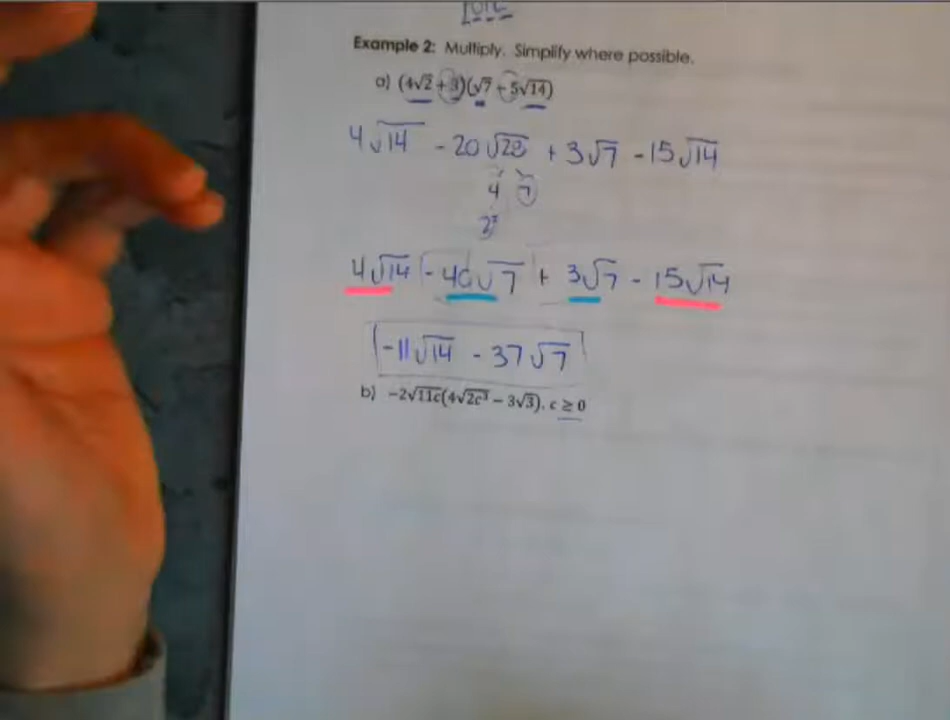 Example 2: Multiply. Simplify where possible.
a) (4√2 + 3)(√7 − 5√14)
4√14 - 20√28 + 3√7 - 15√14
4 7
2²
4√14 - 40√7 + 3√7 - 15√14
-11√14 - 37√7
b) −2√11c(4√2c³ − 3√3), c ≥ 0